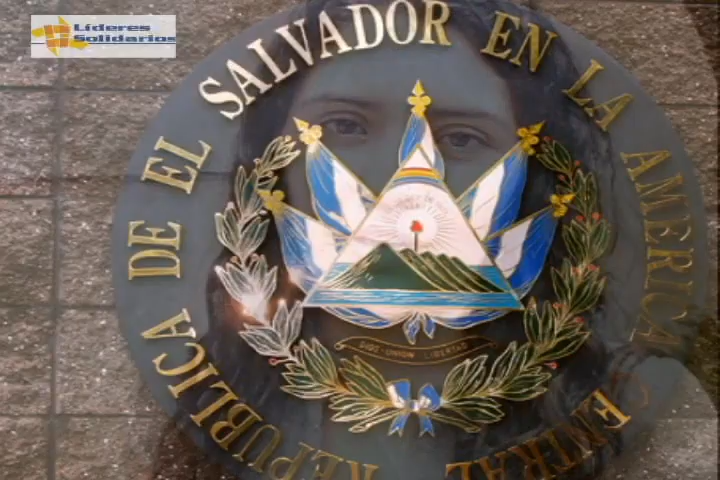 Líderes
Solidarios
REPUBLICA DE EL SALVADOR EN LA AMERICA CENTRAL
DIOS UNION LIBERTAD